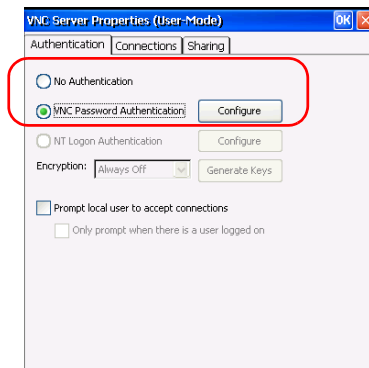 VNC Server Properties (User-Mode) OK
Authentication Connections Sharing
No Authentication
VNC Password Authentication Configure
NT Logon Authentication Configure
Encryption: Always Off Generate Keys
Prompt local user to accept connections
Only prompt when there is a user logged on